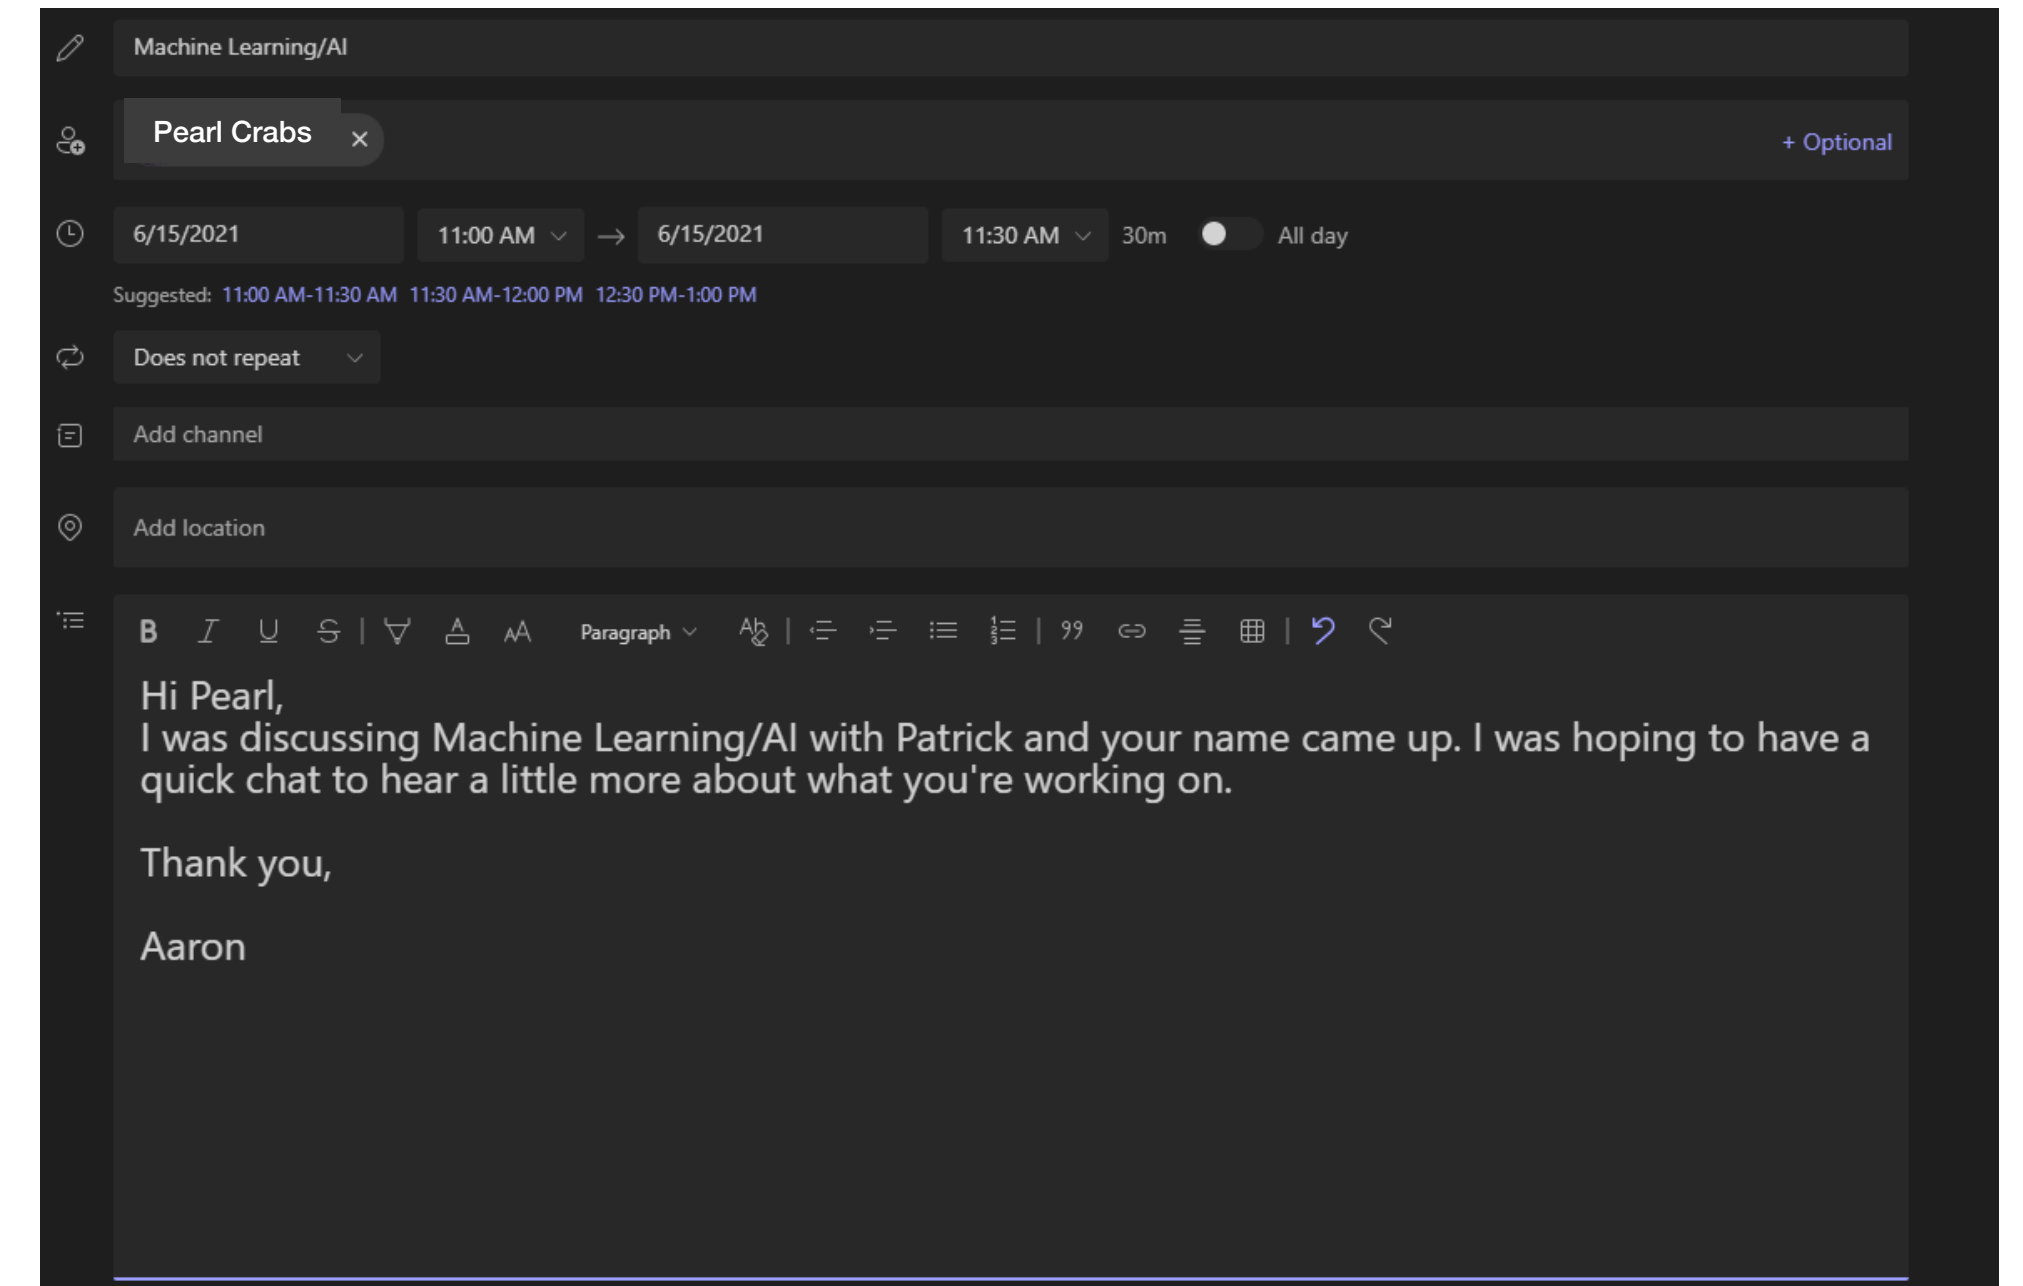 Machine Learning/AI
Pearl Crabs
+ Optional
6/15/2021 11:00 AM → 6/15/2021 11:30 AM 30m All day
Suggested: 11:00 AM-11:30 AM 11:30 AM-12:00 PM 12:30 PM-1:00 PM
Does not repeat
Add channel
Add location
B I U S A AA Paragraph Ab
Hi Pearl,
I was discussing Machine Learning/AI with Patrick and your name came up. I was hoping to have a
quick chat to hear a little more about what you're working on.
Thank you,
Aaron